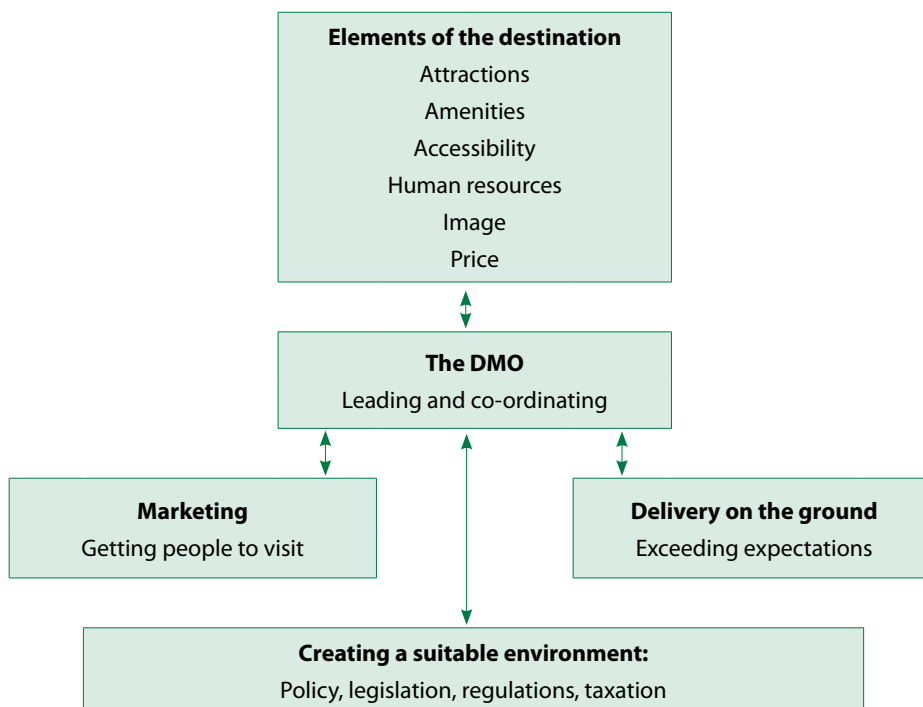 Elements of the destination
Attractions
Amenities
Accessibility
Human resources
Image
Price
The DMO
Leading and co-ordinating
Marketing
Getting people to visit
Delivery on the ground
Exceeding expectations
Creating a suitable environment:
Policy, legislation, regulations, taxation